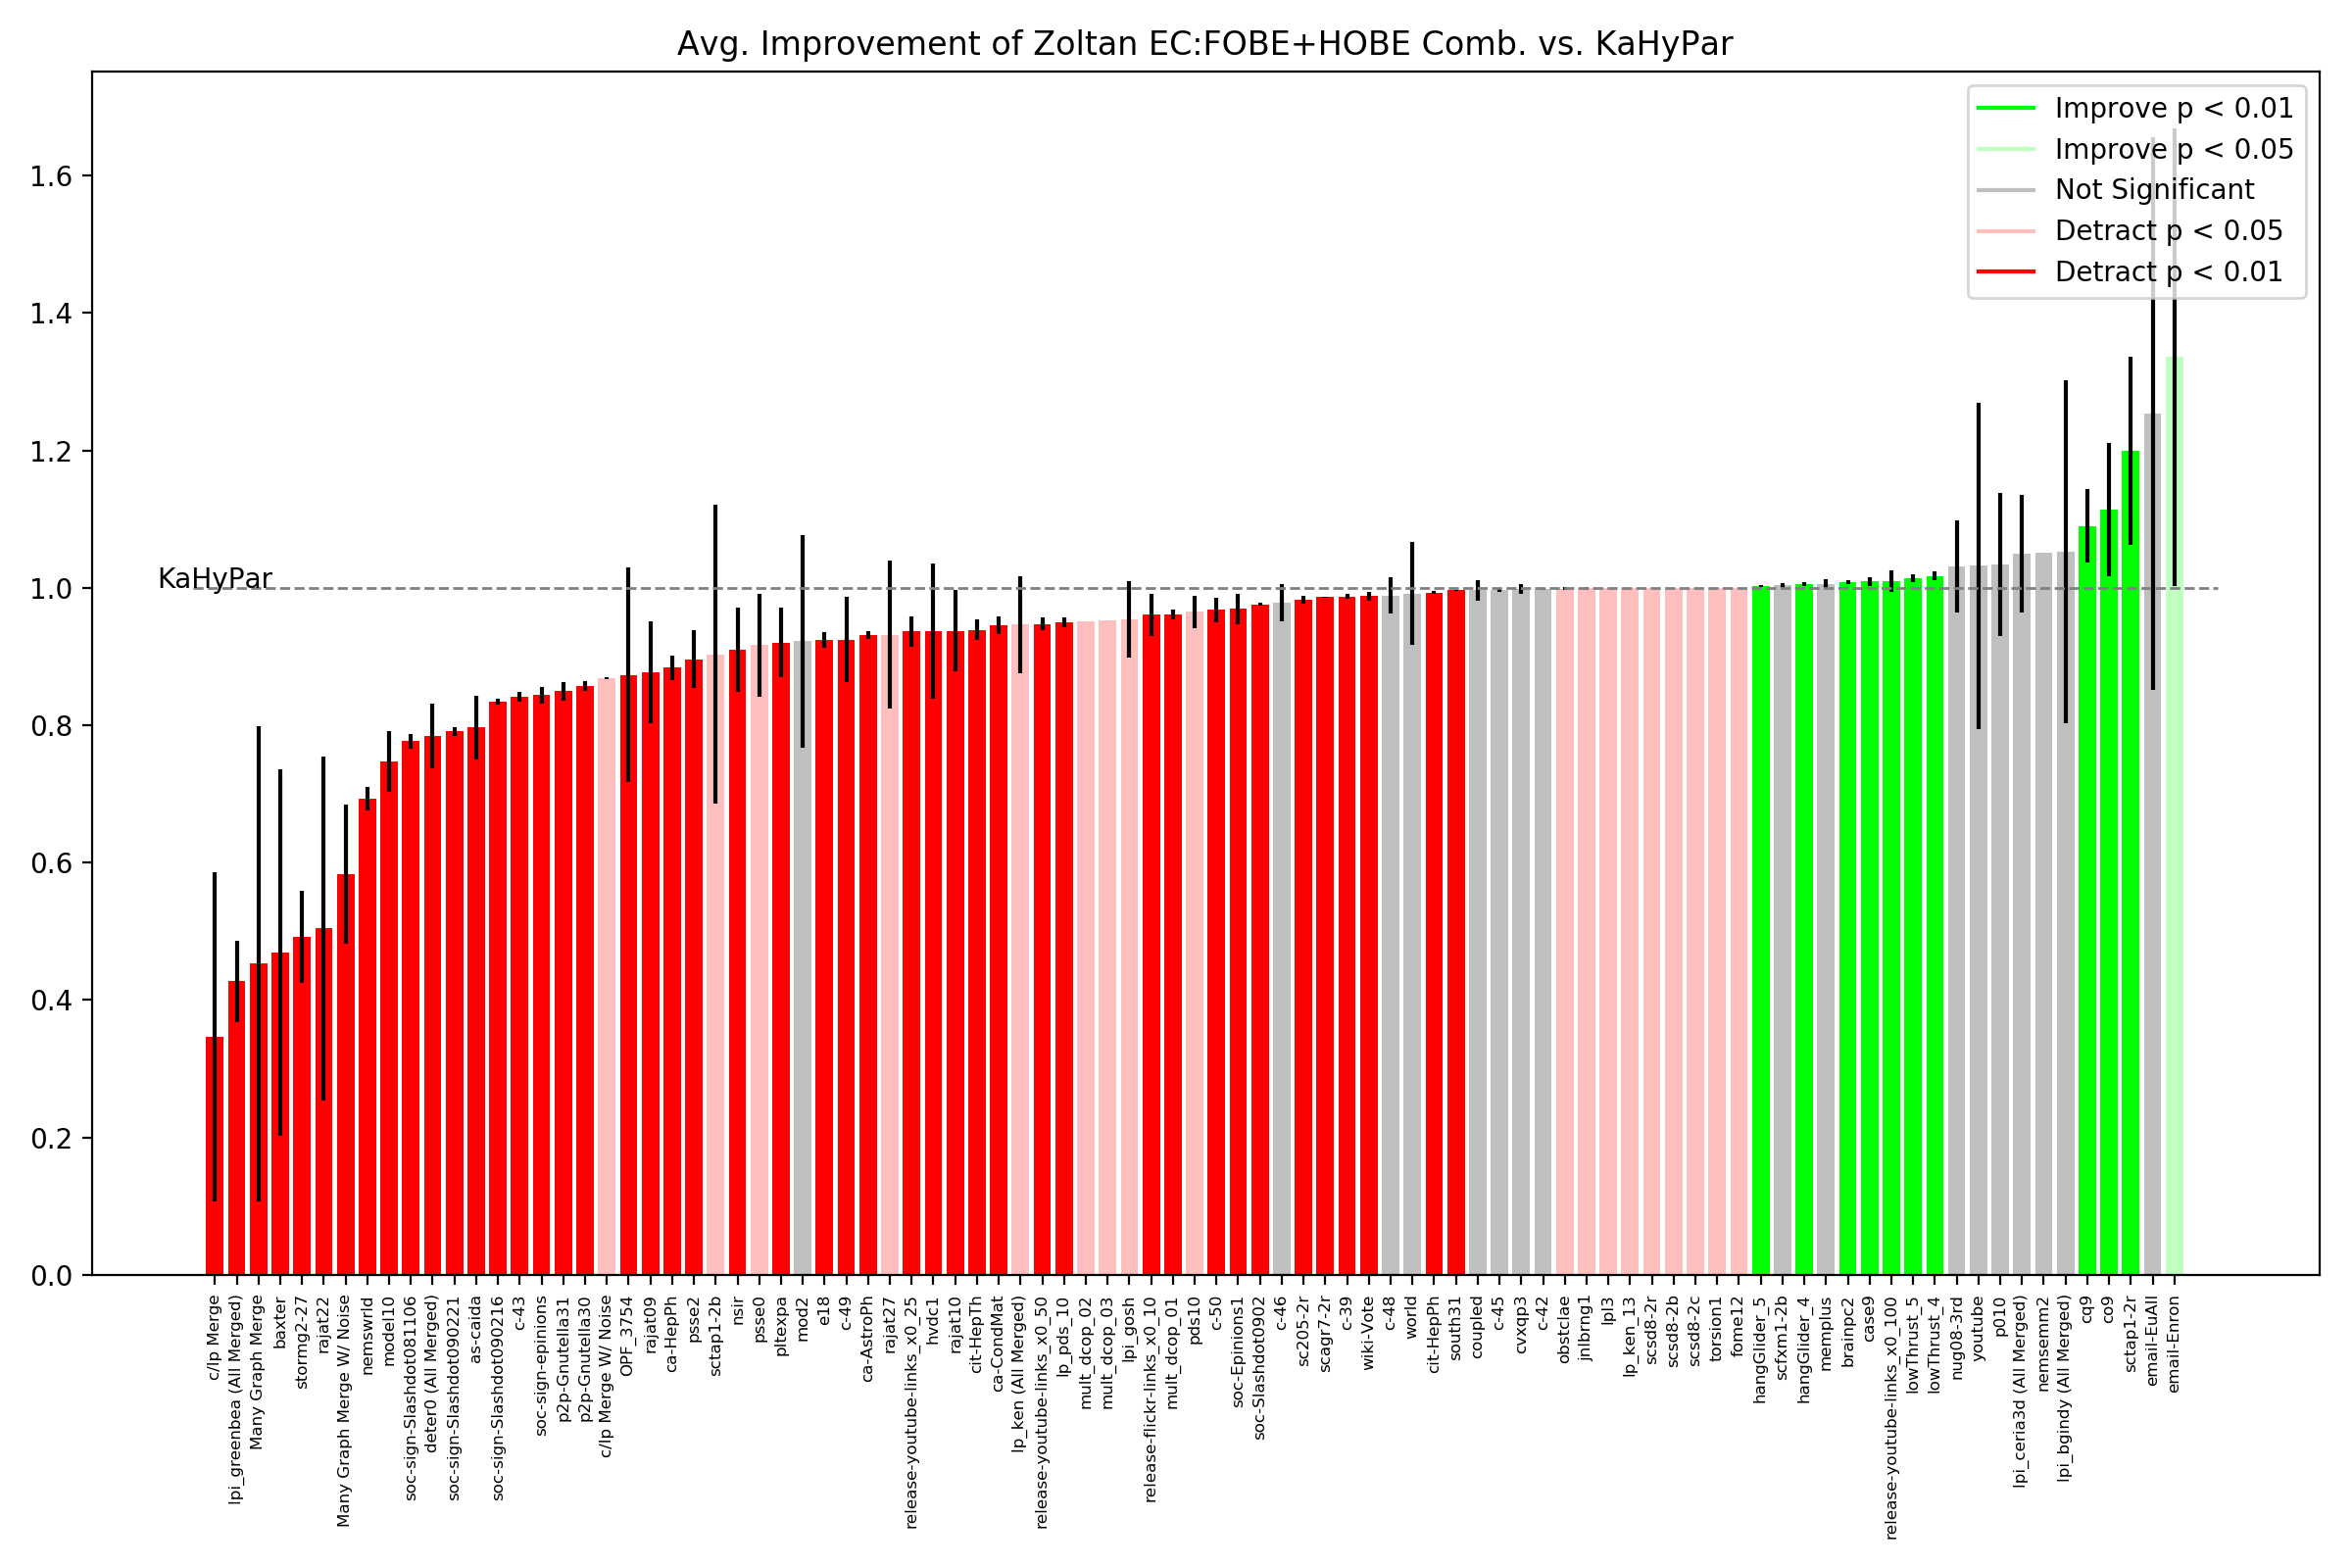 Avg. Improvement of Zoltan EC:FOBE+HOBE Comb. vs. KaHyPar
Improve p < 0.01
Improve p < 0.05
Not Significant
Detract p < 0.05
Detract p < 0.01
1.6
1.4
1.2
1.0
0.8
0.6
0.4
0.2
0.0
KaHyPar
c/lp Merge
lpi_greenbea (All Merged)
Many Graph Merge
baxter
stormg2-27
rajat22
Many Graph Merge W/ Noise
nemswrld
model10
soc-sign-Slashdot081106
deter0 (All Merged)
soc-sign-Slashdot090221
as-caida
soc-sign-Slashdot090216
c-43
soc-sign-epinions
p2p-Gnutella31
p2p-Gnutella30
c/lp Merge W/ Noise
OPF_3754
rajat09
ca-HepPh
psse2
sctap1-2b
nsir
psse0
pltexpa
mod2
e18
c-49
ca-AstroPh
rajat27
release-youtube-links_x0_25
hvdc1
rajat10
cit-HepTh
ca-CondMat
lp_ken (All Merged)
release-youtube-links_x0_50
lp_pds_10
mult_dcop_02
mult_dcop_03
lpi_gosh
release-flickr-links_x0_10
mult_dcop_01
pds10
c-50
soc-Epinions1
soc-Slashdot0902
c-46
sc205-2r
scagr7-2r
c-39
wiki-Vote
c-48
world
cit-HepPh
south31
coupled
c-45
cvxqp3
c-42
obstclae
jnlbrng1
lpl3
lp_ken_13
scsd8-2r
scsd8-2b
scsd8-2c
torsion1
fome12
hangGlider_5
scfxm1-2b
hangGlider_4
memplus
brainpc2
case9
release-youtube-links_x0_100
lowThrust_5
lowThrust_4
nug08-3rd
youtube
p010
lpi_ceria3d (All Merged)
nemsemm2
lpi_bgindy (All Merged)
cq9
co9
sctap1-2r
email-EuAll
email-Enron